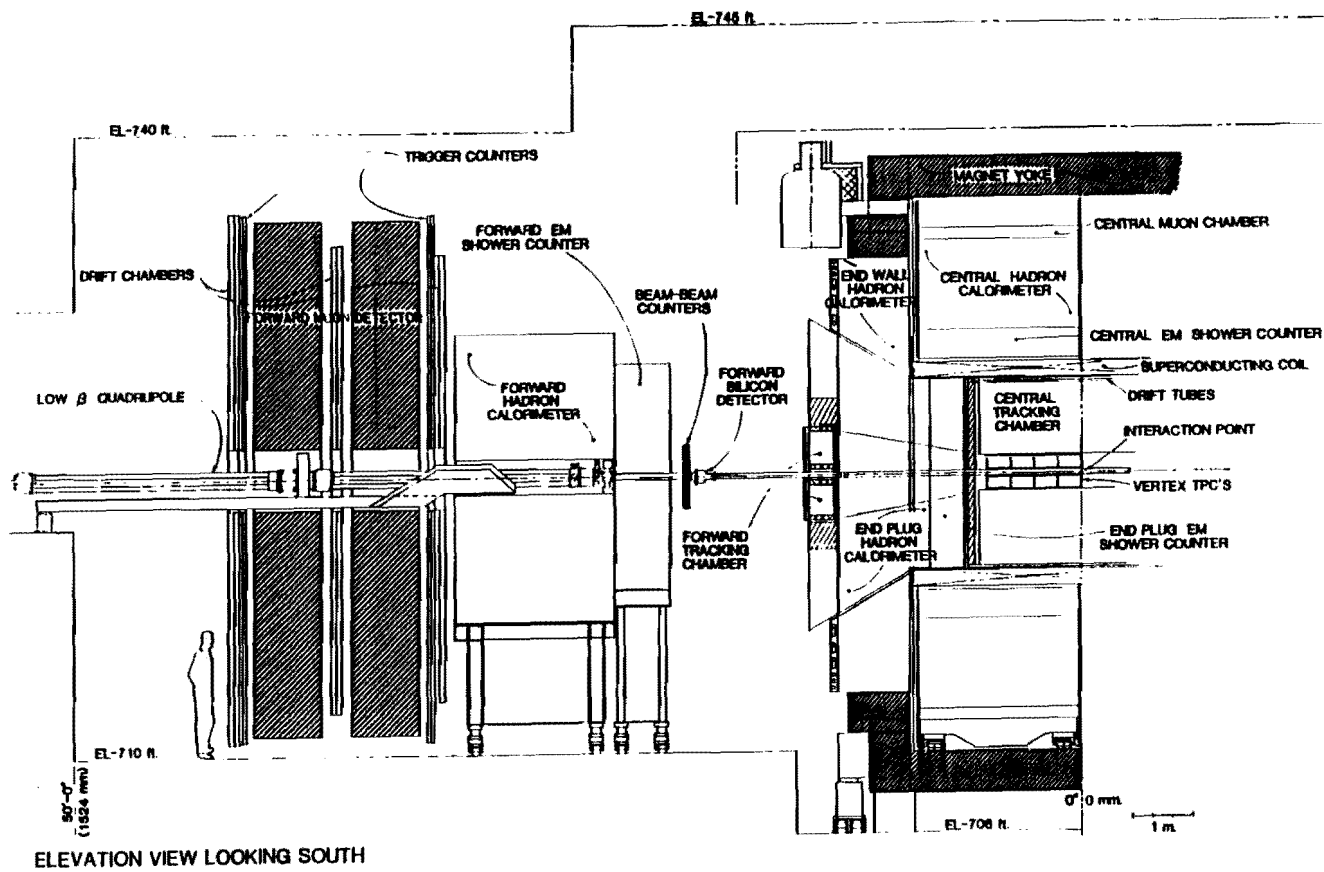 EL-746 ft.
EL-740 ft.
TRIGGER COUNTERS
MAGNET YOKE
FORWARD EM
SHOWER COUNTER
CENTRAL MUON CHAMBER
DRIFT CHAMBERS
END WALL
HADRON
CALORIMETER
CENTRAL HADRON
CALORIMETER
BEAM-BEAM
COUNTERS
FORWARD MUON DETECTOR
CENTRAL EM SHOWER COUNTER
SUPERCONDUCTING COIL
FORWARD
HADRON
CALORIMETER
FORWARD
SILICON
DETECTOR
DRIFT TUBES
LOW β QUADRUPOLE
CENTRAL
TRACKING
CHAMBER
INTERACTION POINT
VERTEX TPC'S
FORWARD
TRACKING
CHAMBER
END PLUG
HADRON
CALORIMETER
END PLUG EM
SHOWER COUNTER
EL-710 ft.
50'-0"
(1524 mm)
0" 0 mm.
EL-706 ft.
1 m.
ELEVATION VIEW LOOKING SOUTH